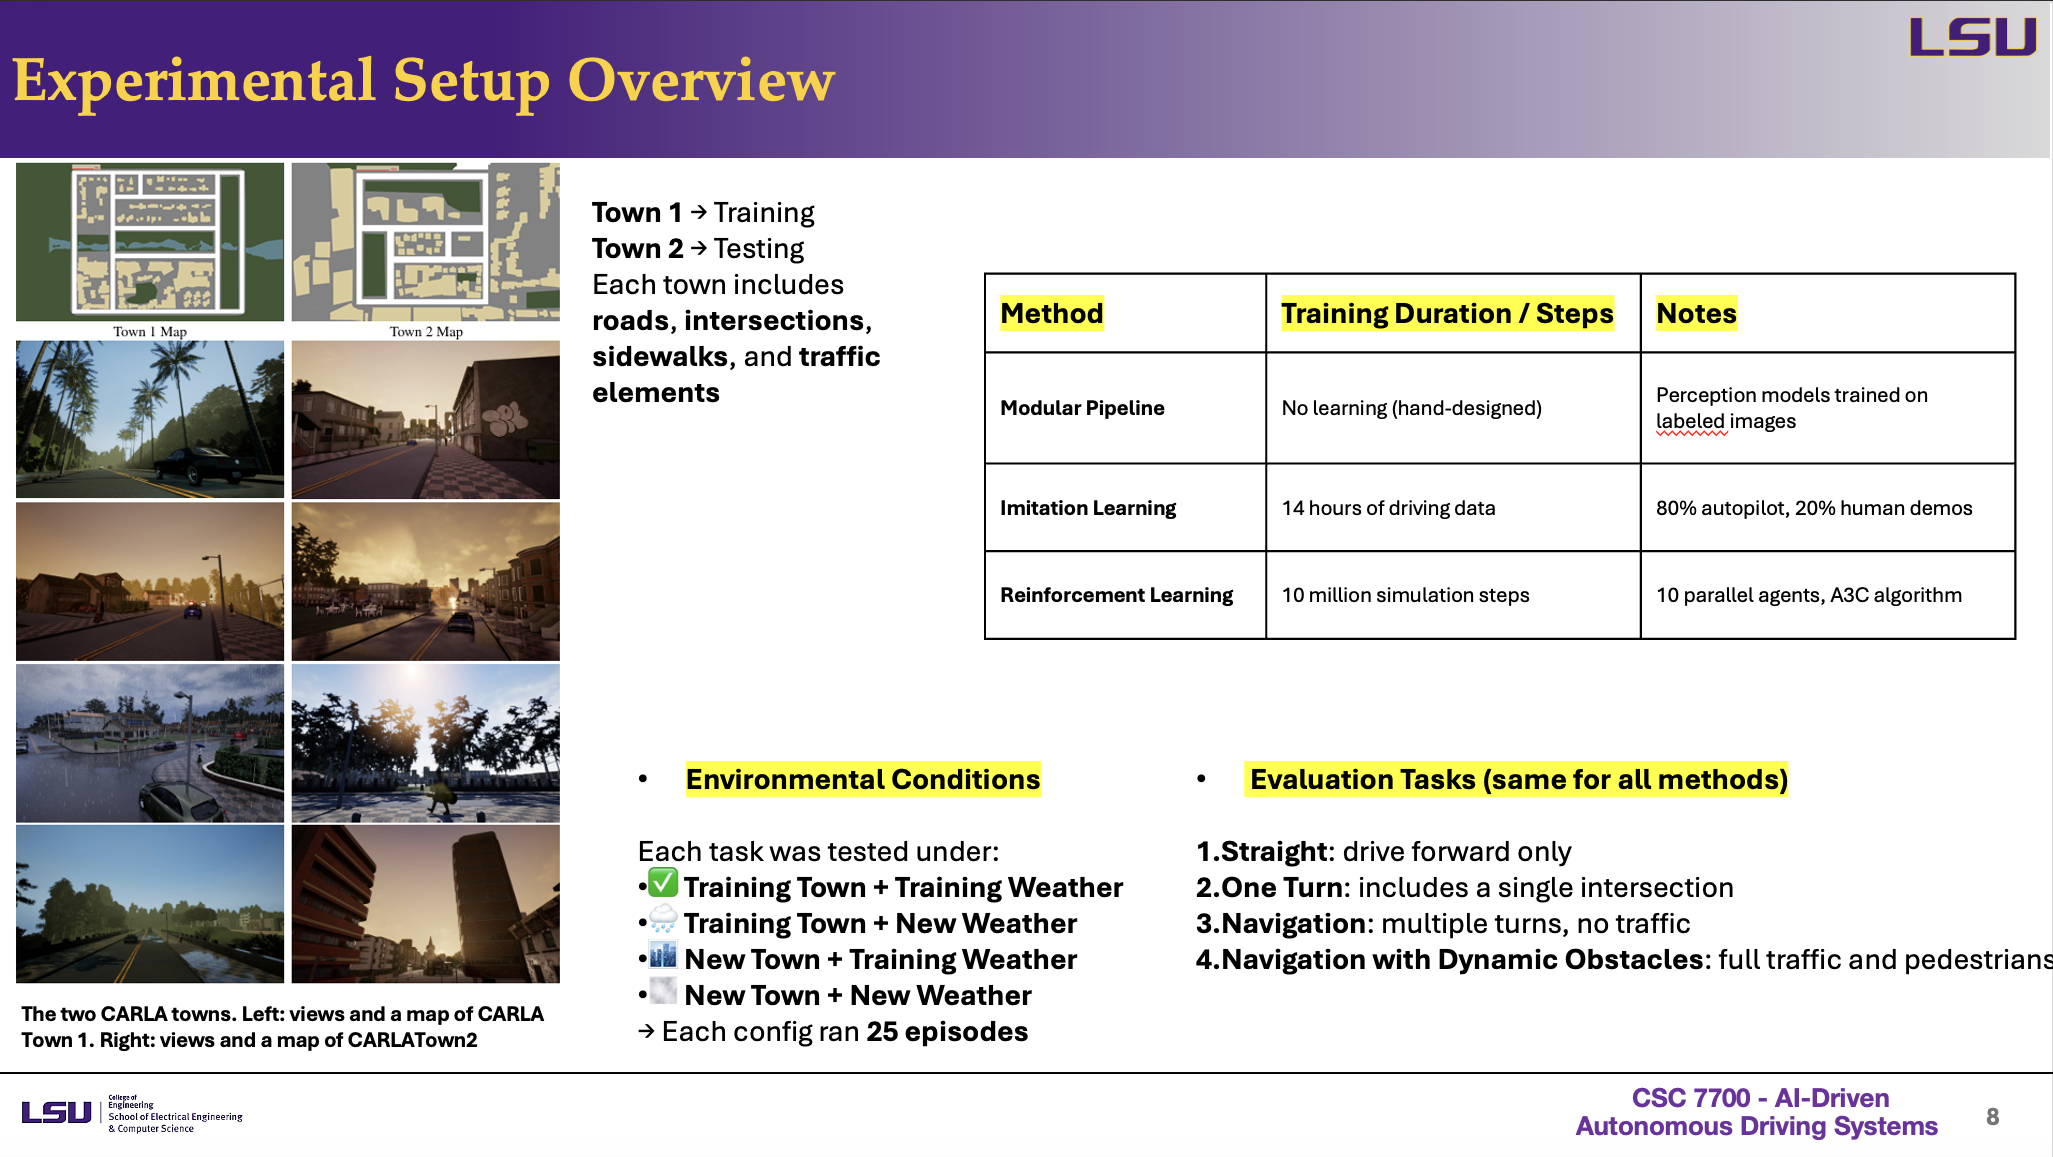 LSU
Experimental Setup Overview
Town 1 Map
Town 2 Map
Town 1 → Training
Town 2 → Testing
Each town includes
roads, intersections,
sidewalks, and traffic
elements
Method
Training Duration / Steps
Notes
Modular Pipeline
No learning (hand-designed)
Perception models trained on
labeled images
Imitation Learning
14 hours of driving data
80% autopilot, 20% human demos
Reinforcement Learning
10 million simulation steps
10 parallel agents, A3C algorithm
The two CARLA towns. Left: views and a map of CARLA
Town 1. Right: views and a map of CARLATown2
• Environmental Conditions
Each task was tested under:
•✅ Training Town + Training Weather
•🌧️ Training Town + New Weather
•🏙️ New Town + Training Weather
•🌫️ New Town + New Weather
→ Each config ran 25 episodes
• Evaluation Tasks (same for all methods)
1.Straight: drive forward only
2.One Turn: includes a single intersection
3.Navigation: multiple turns, no traffic
4.Navigation with Dynamic Obstacles: full traffic and pedestrians
LSU
College of
Engineering
School of Electrical Engineering
& Computer Science
CSC 7700 - AI-Driven
Autonomous Driving Systems
8